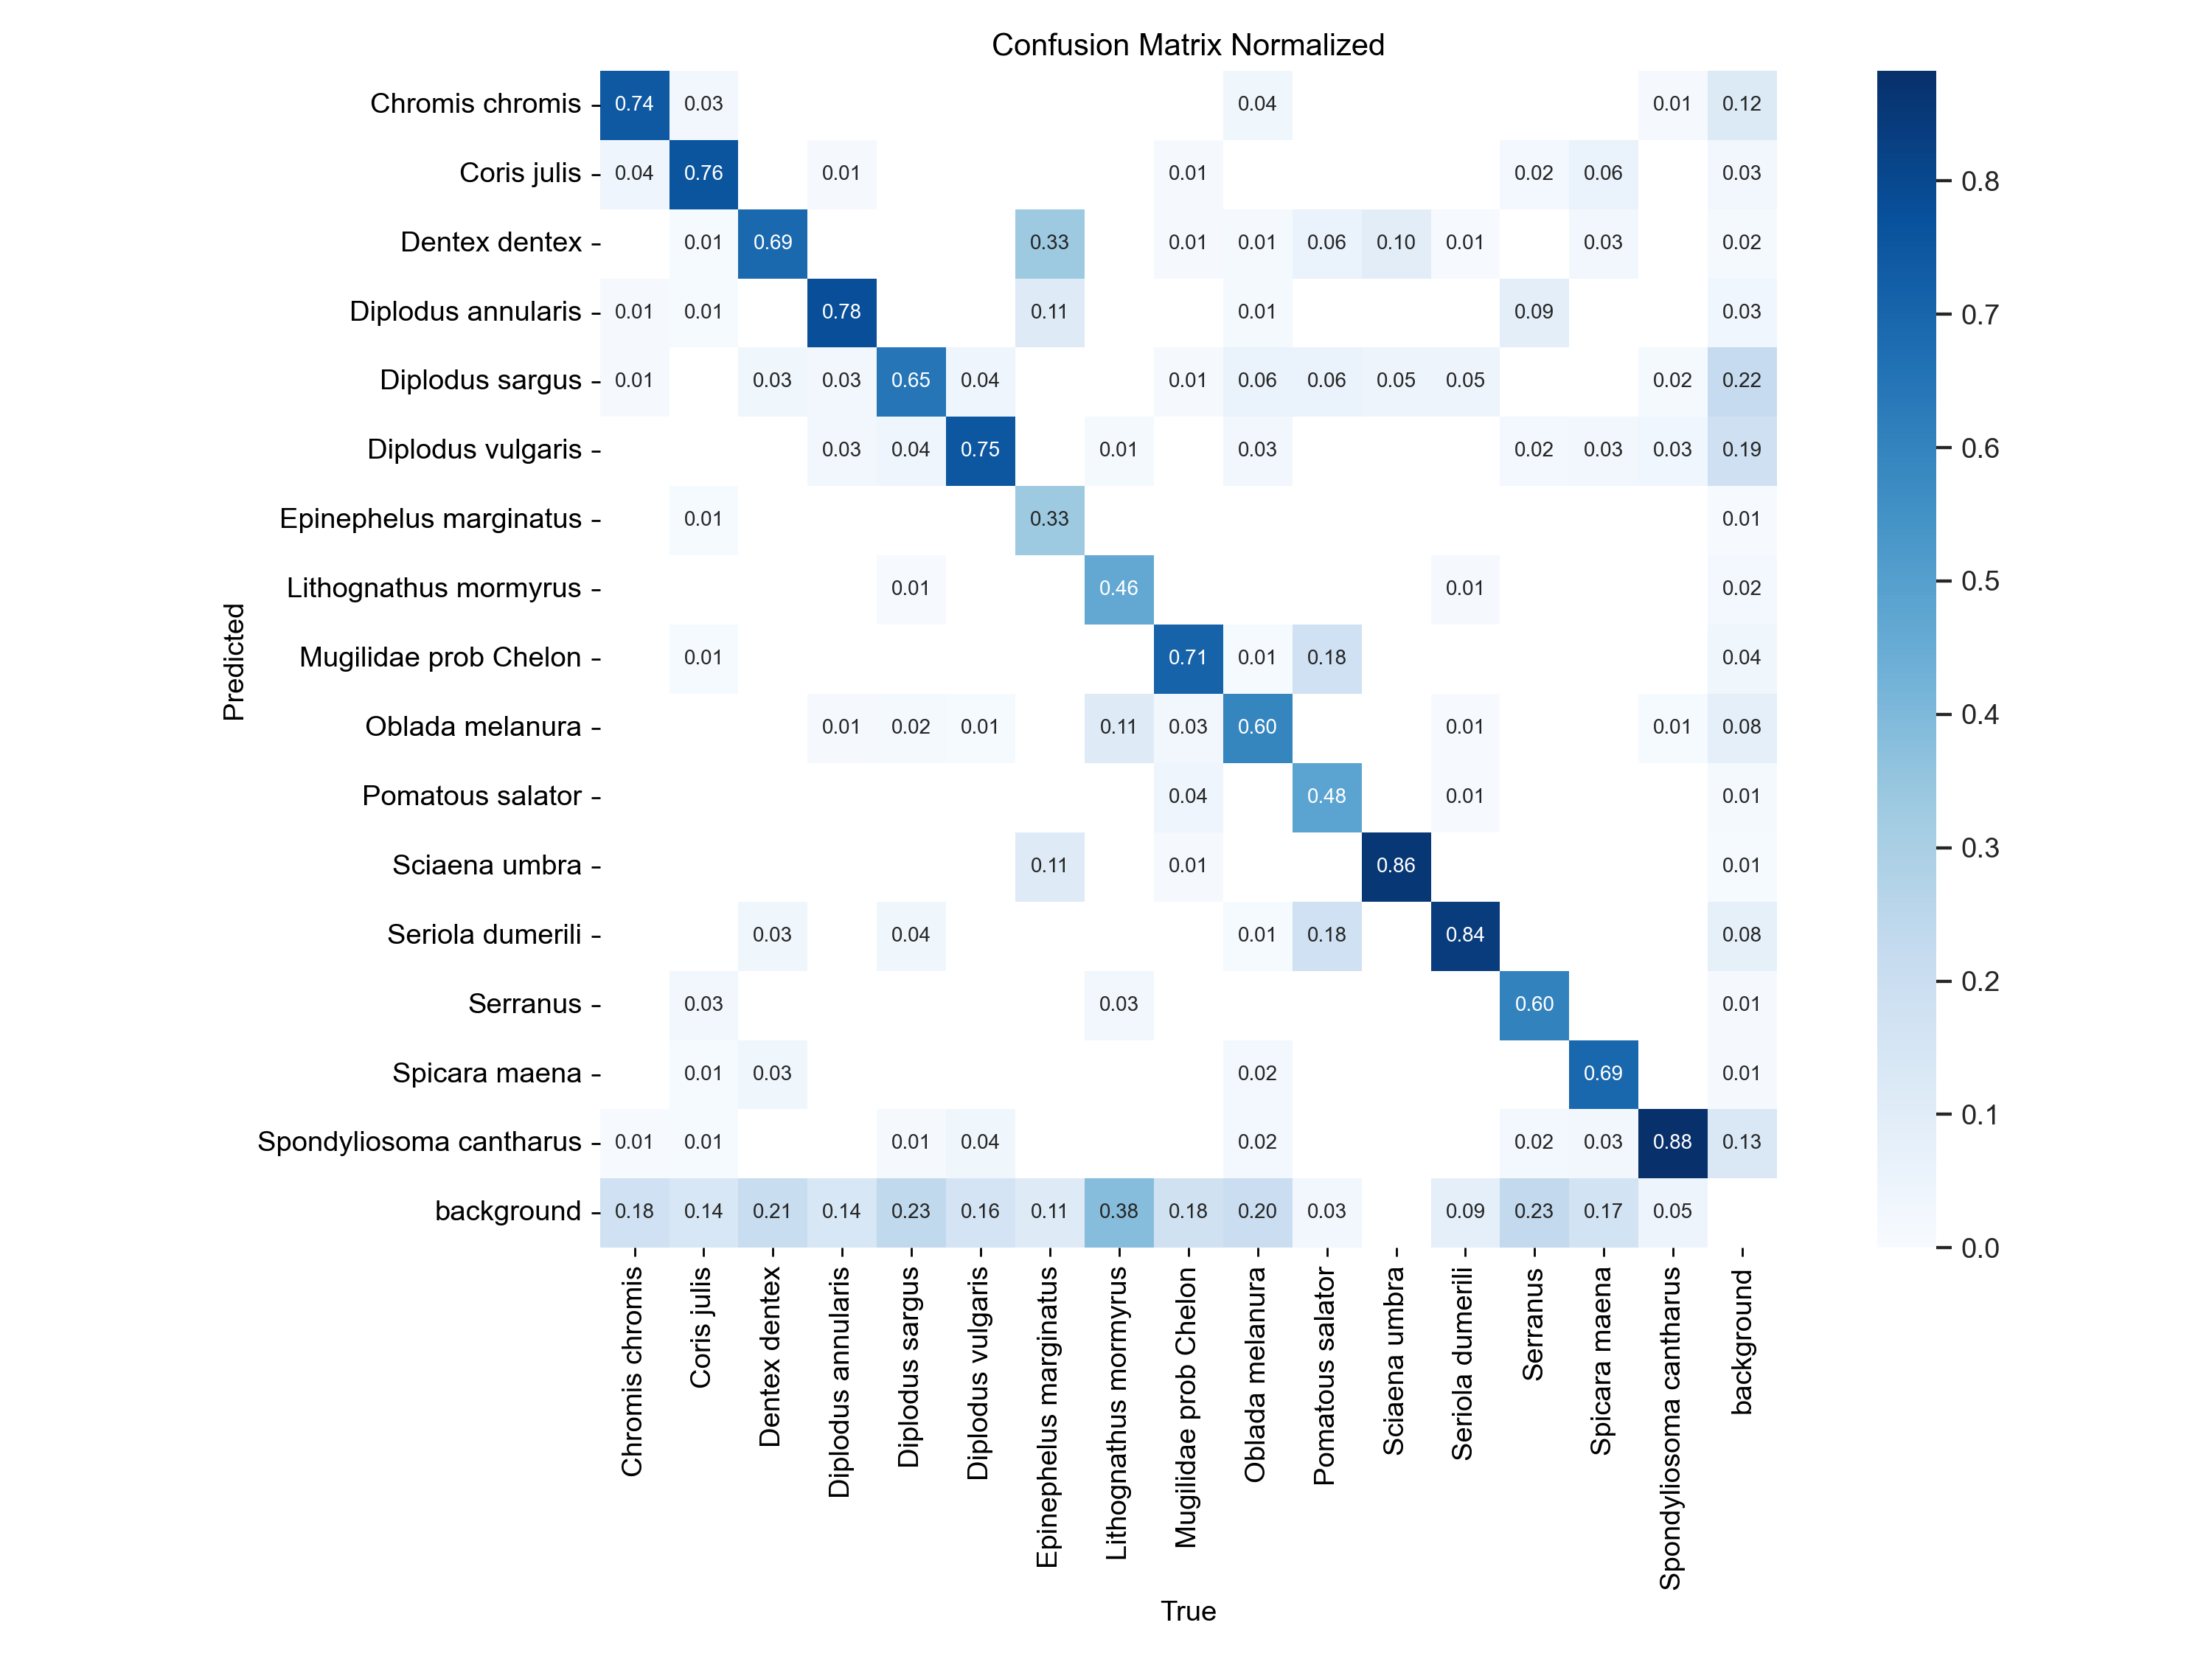 Confusion Matrix Normalized
Chromis chromis 0.74 0.03 0.04 0.01 0.12
Coris julis 0.04 0.76 0.01 0.01 0.02 0.06 0.03
Dentex dentex 0.01 0.69 0.33 0.01 0.01 0.06 0.10 0.01 0.03 0.02
Diplodus annularis 0.01 0.01 0.78 0.11 0.01 0.09 0.03
Diplodus sargus 0.01 0.03 0.03 0.65 0.04 0.01 0.06 0.06 0.05 0.05 0.02 0.22
Diplodus vulgaris 0.03 0.04 0.75 0.01 0.03 0.02 0.03 0.03 0.19
Epinephelus marginatus 0.01 0.33 0.01
Lithognathus mormyrus 0.01 0.46 0.01 0.02
Mugilidae prob Chelon 0.01 0.71 0.01 0.18 0.04
Oblada melanura 0.01 0.02 0.01 0.11 0.03 0.60 0.01 0.01 0.08
Pomatous salator 0.04 0.48 0.01 0.01
Sciaena umbra 0.11 0.01 0.86 0.01
Seriola dumerili 0.03 0.04 0.01 0.18 0.84 0.08
Serranus 0.03 0.03 0.60 0.01
Spicara maena 0.01 0.03 0.02 0.69 0.01
Spondyliosoma cantharus 0.01 0.01 0.01 0.04 0.02 0.02 0.03 0.88 0.13
background 0.18 0.14 0.21 0.14 0.23 0.16 0.11 0.38 0.18 0.20 0.03 0.09 0.23 0.17 0.05
Predicted
Chromis chromis
Coris julis
Dentex dentex
Diplodus annularis
Diplodus sargus
Diplodus vulgaris
Epinephelus marginatus
Lithognathus mormyrus
Mugilidae prob Chelon
Oblada melanura
Pomatous salator
Sciaena umbra
Seriola dumerili
Serranus
Spicara maena
Spondyliosoma cantharus
background
True
0.8
0.7
0.6
0.5
0.4
0.3
0.2
0.1
0.0